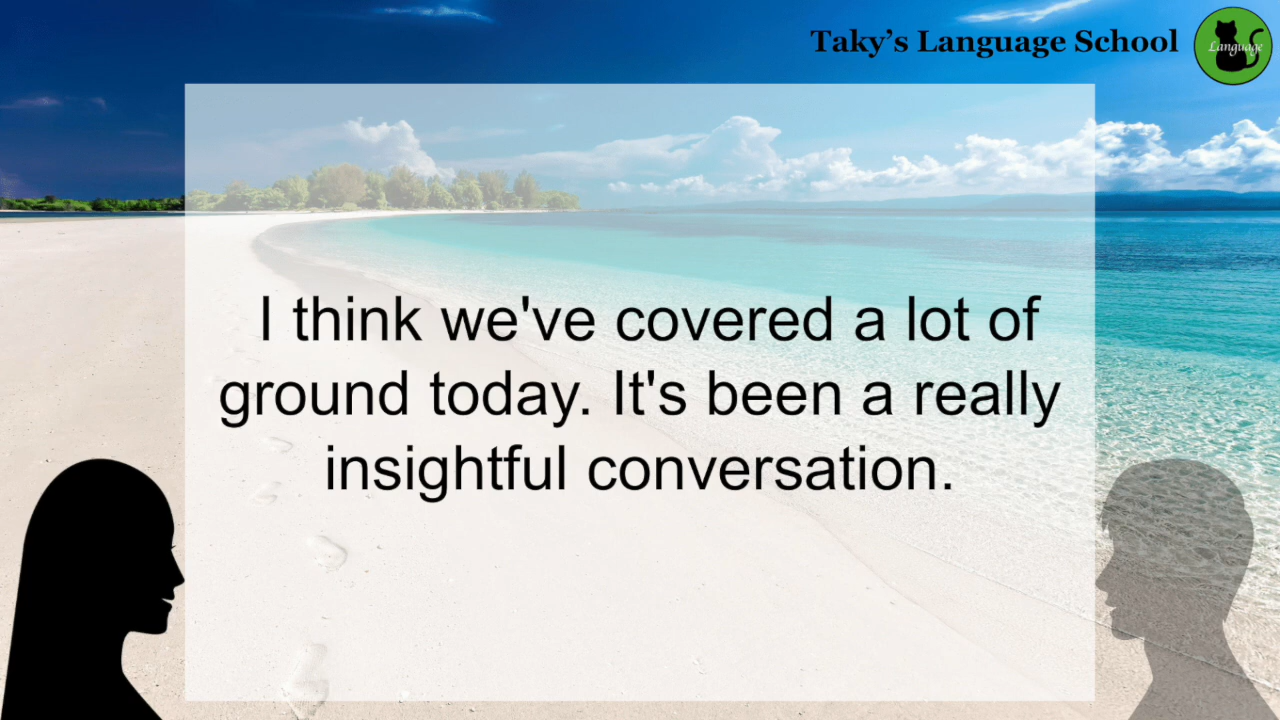 Taky's Language School
Language
I think we've covered a lot of
ground today. It's been a really
insightful conversation.